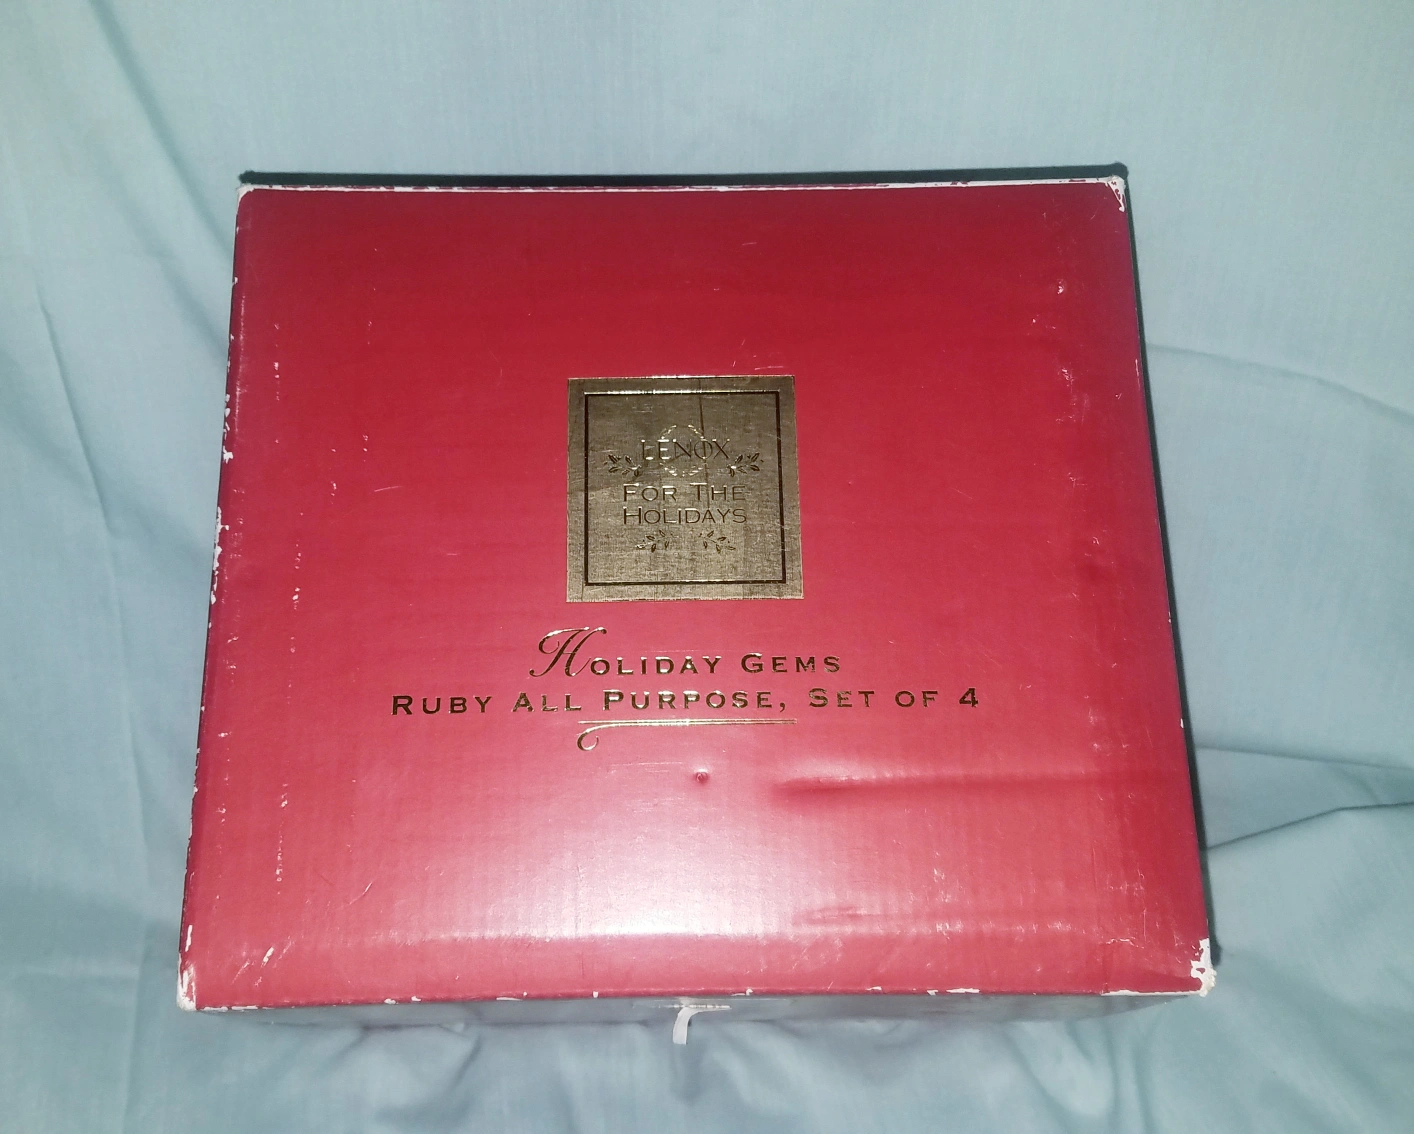 LENOX
FOR THE
HOLIDAYS
HOLIDAY GEMS
RUBY ALL PURPOSE, SET OF 4